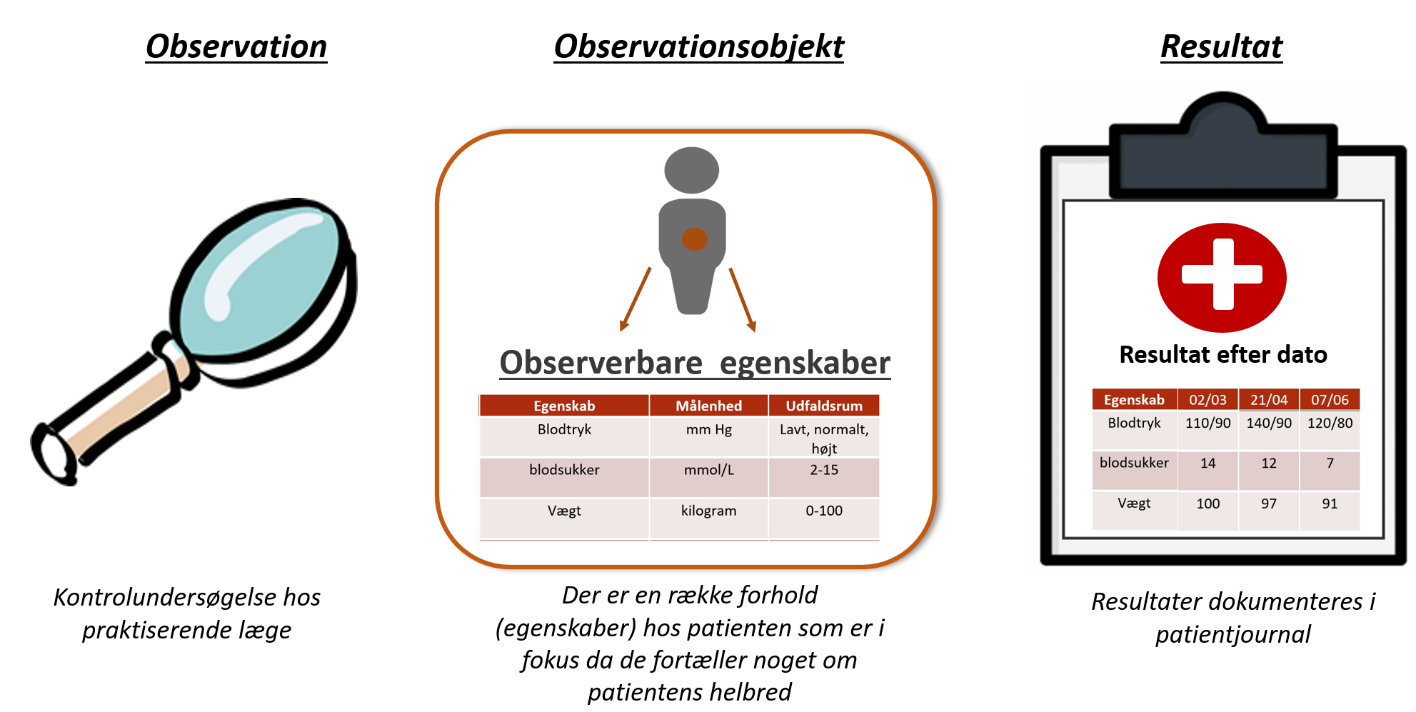 Observation
Kontrolundersøgelse hos
praktiserende læge
Observationsobjekt
Observerbare egenskaber
Egenskab Målenhed Udfaldsrum
Blodtryk mm Hg Lavt, normalt,
højt
blodsukker mmol/L 2-15
Vægt kilogram 0-100
Der er en række forhold
(egenskaber) hos patienten som er i
fokus da de fortæller noget om
patientens helbred
Resultat
Resultat efter dato
Egenskab 02/03 21/04 07/06
Blodtryk 110/90 140/90 120/80
blodsukker 14 12 7
Vægt 100 97 91
Resultater dokumenteres i
patientjournal